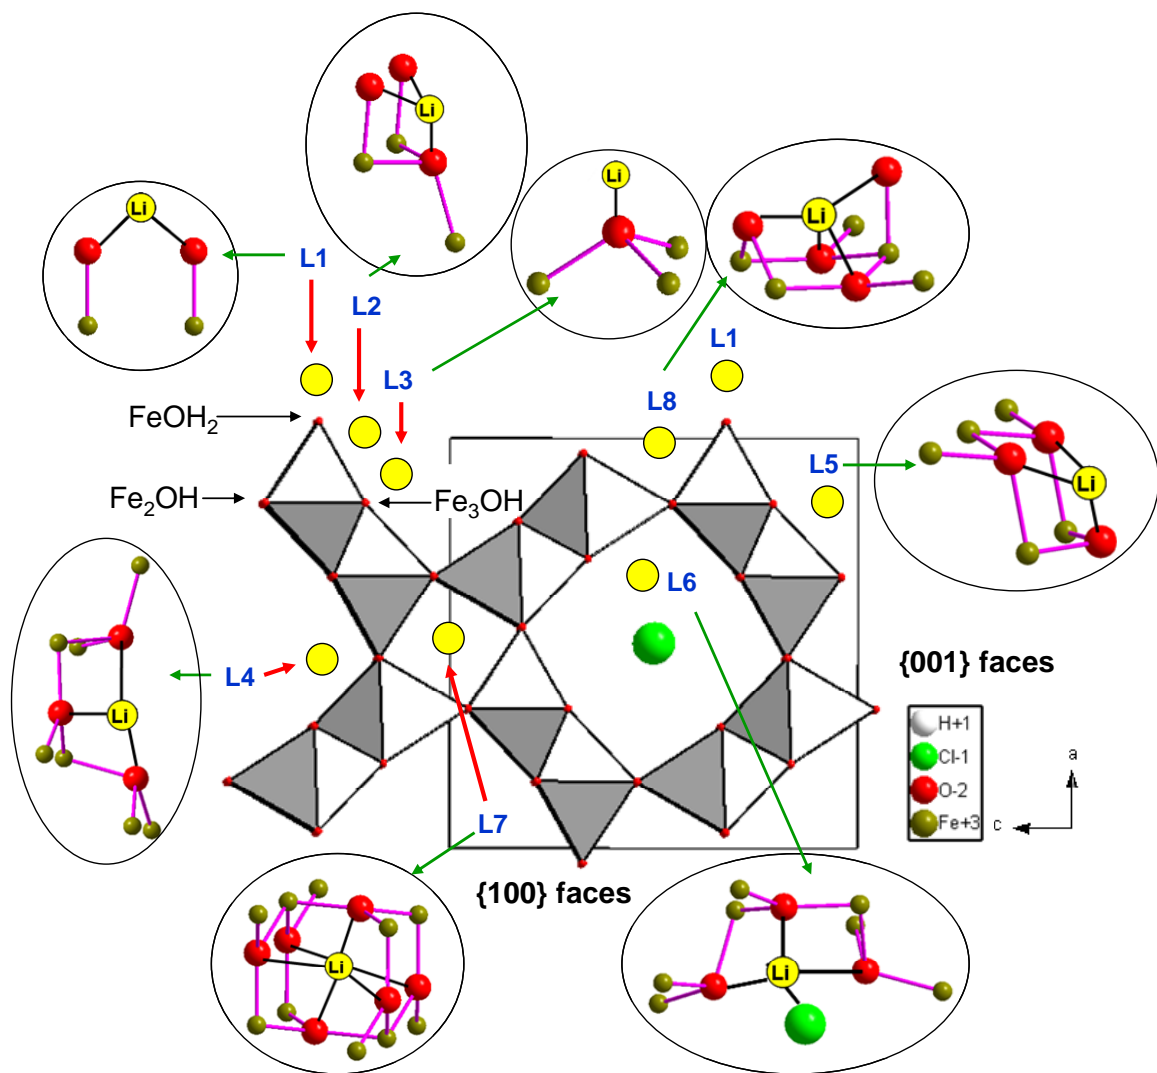 Li
Li
Li
Li
L1
L2
L1
L3
L8
FeOH2
L5
Li
Fe2OH
Fe3OH
L6
{001} faces
L4
Li
H+1
Cl-1
O-2
Fe+3
a
c
L7
{100} faces
Li
Li